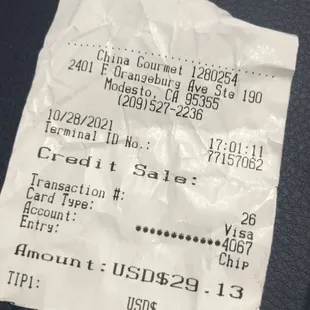 China Gourmet 1280254
2401 E Orangeburg Ave Ste 190
Modesto, CA 95355
(209)527-2236
10/28/2021 17:01:11
Terminal ID No.: 77157062
Credit Sale:
Transaction #: 26
Card Type: Visa
Account: ************4067
Entry: Chip
Amount: USD$29.13
TIP1:
USD$